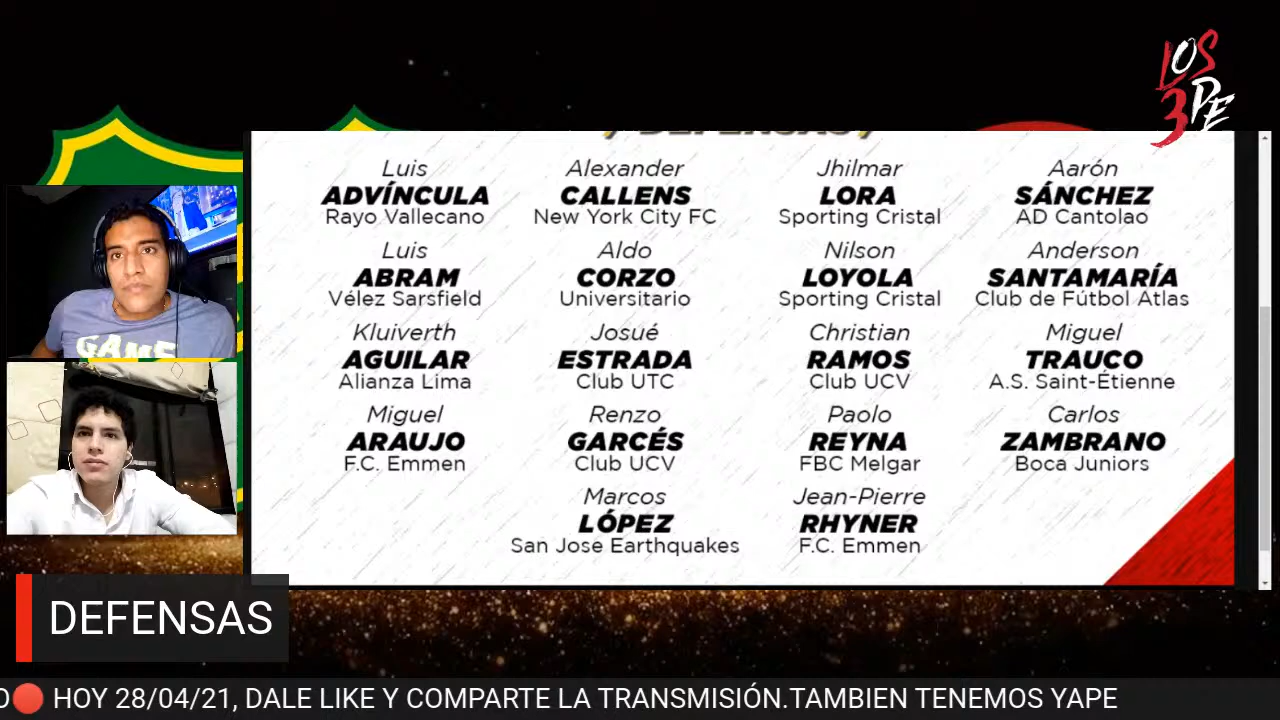 LOS
3 PE
DEFENSAS
Luis
ADVÍNCULA
Rayo Vallecano
Alexander
CALLENS
New York City FC
Jhilmar
LORA
Sporting Cristal
Aarón
SÁNCHEZ
AD Cantolao
Luis
ABRAM
Vélez Sarsfield
Aldo
CORZO
Universitario
Nilson
LOYOLA
Sporting Cristal
Anderson
SANTAMARÍA
Club de Fútbol Atlas
Kluiverth
AGUILAR
Alianza Lima
Josué
ESTRADA
Club UTC
Christian
RAMOS
Club UCV
Miguel
TRAUCO
A.S. Saint-Étienne
Miguel
ARAUJO
F.C. Emmen
Renzo
GARCÉS
Club UCV
Paolo
REYNA
FBC Melgar
Carlos
ZAMBRANO
Boca Juniors
Marcos
LÓPEZ
San Jose Earthquakes
Jean-Pierre
RHYNER
F.C. Emmen
GAME
DEFENSAS
O🔴 HOY 28/04/21, DALE LIKE Y COMPARTE LA TRANSMISIÓN.TAMBIEN TENEMOS YAPE